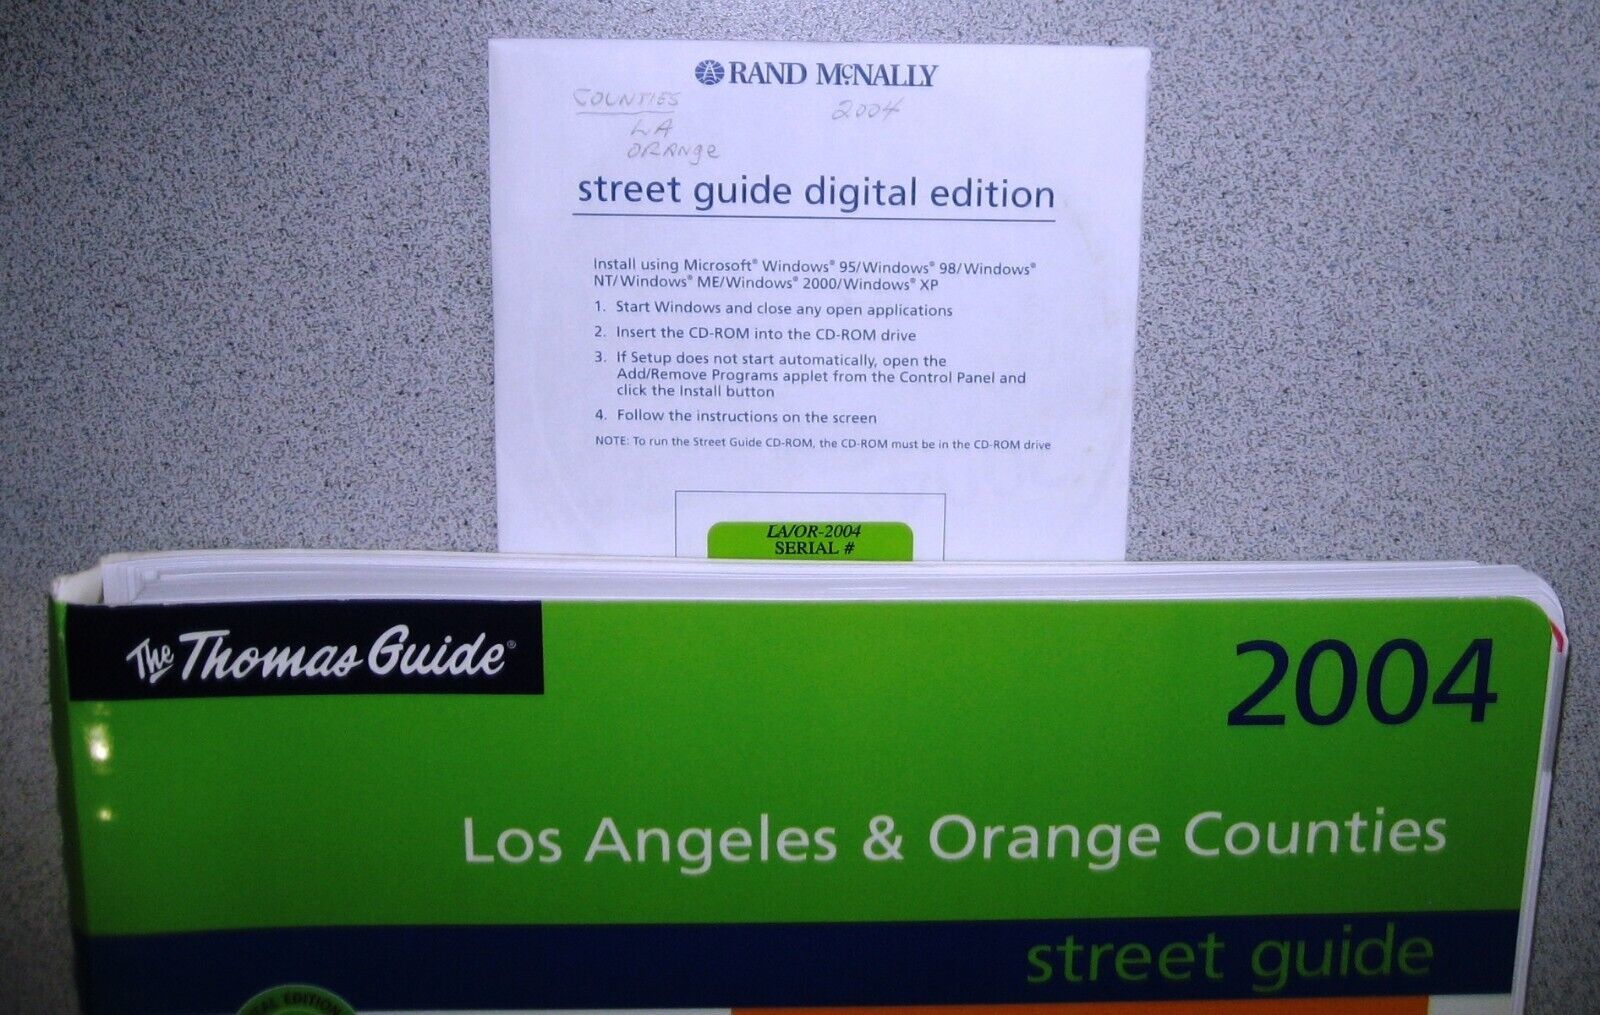 RAND McNALLY
COUNTIES 2004
LA
ORANge
street guide digital edition
Install using Microsoft® Windows® 95/Windows® 98/Windows®
NT/Windows® ME/Windows® 2000/Windows® XP
1. Start Windows and close any open applications
2. Insert the CD-ROM into the CD-ROM drive
3. If Setup does not start automatically, open the
Add/Remove Programs applet from the Control Panel and
click the Install button
4. Follow the instructions on the screen
NOTE: To run the Street Guide CD-ROM, the CD-ROM must be in the CD-ROM drive
LA/OR-2004
SERIAL #
The Thomas Guide®
2004
Los Angeles & Orange Counties
street guide
EDITION